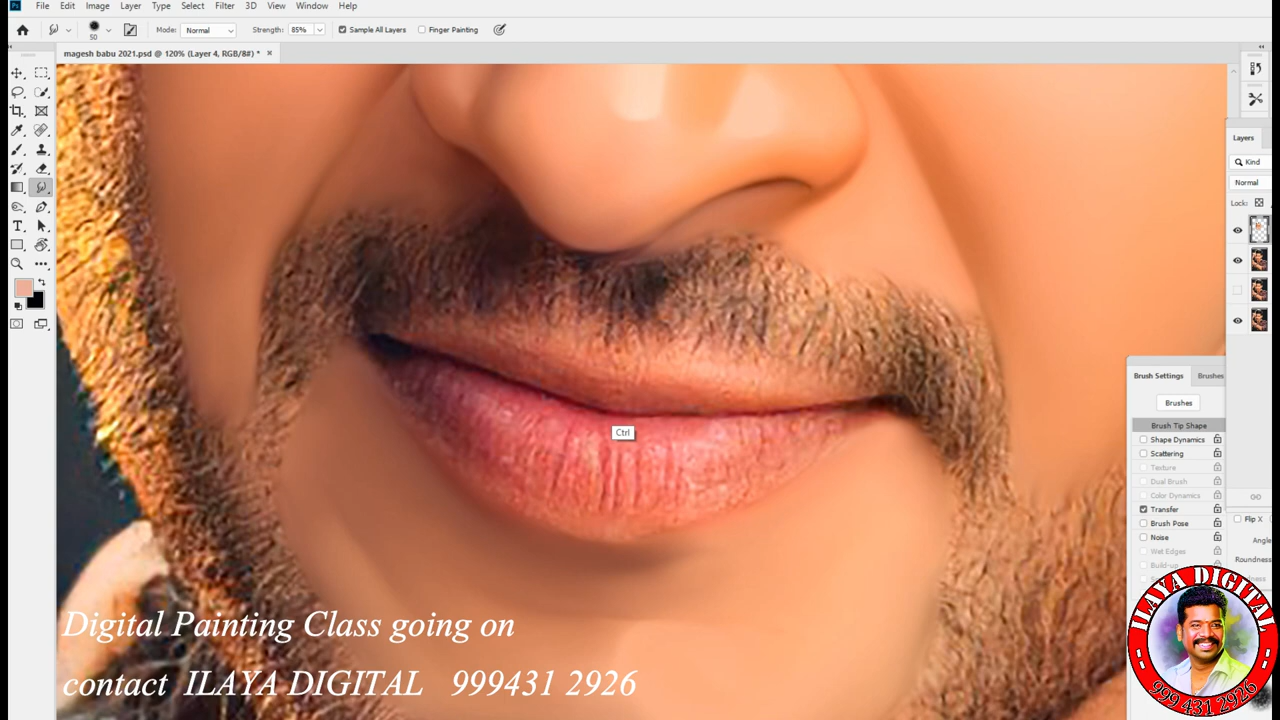 File Edit Image Layer Type Select Filter 3D View Window Help
50 Mode: Normal Strength: 85% Sample All Layers Finger Painting
magesh babu 2021.psd @ 120% (Layer 4, RGB/8#) * ×
Layers
Kind
Normal
Lock:
Ctrl
Brush Settings Brushes
Brushes
Brush Tip Shape
Shape Dynamics
Scattering
Texture
Dual Brush
Color Dynamics
Transfer
Brush Pose
Noise
Wet Edges
Build-up
Flip X
Angle
Roundness
Digital Painting Class going on
contact ILAYA DIGITAL 999431 2926
ILAYA DIGITAL
999 431 2926